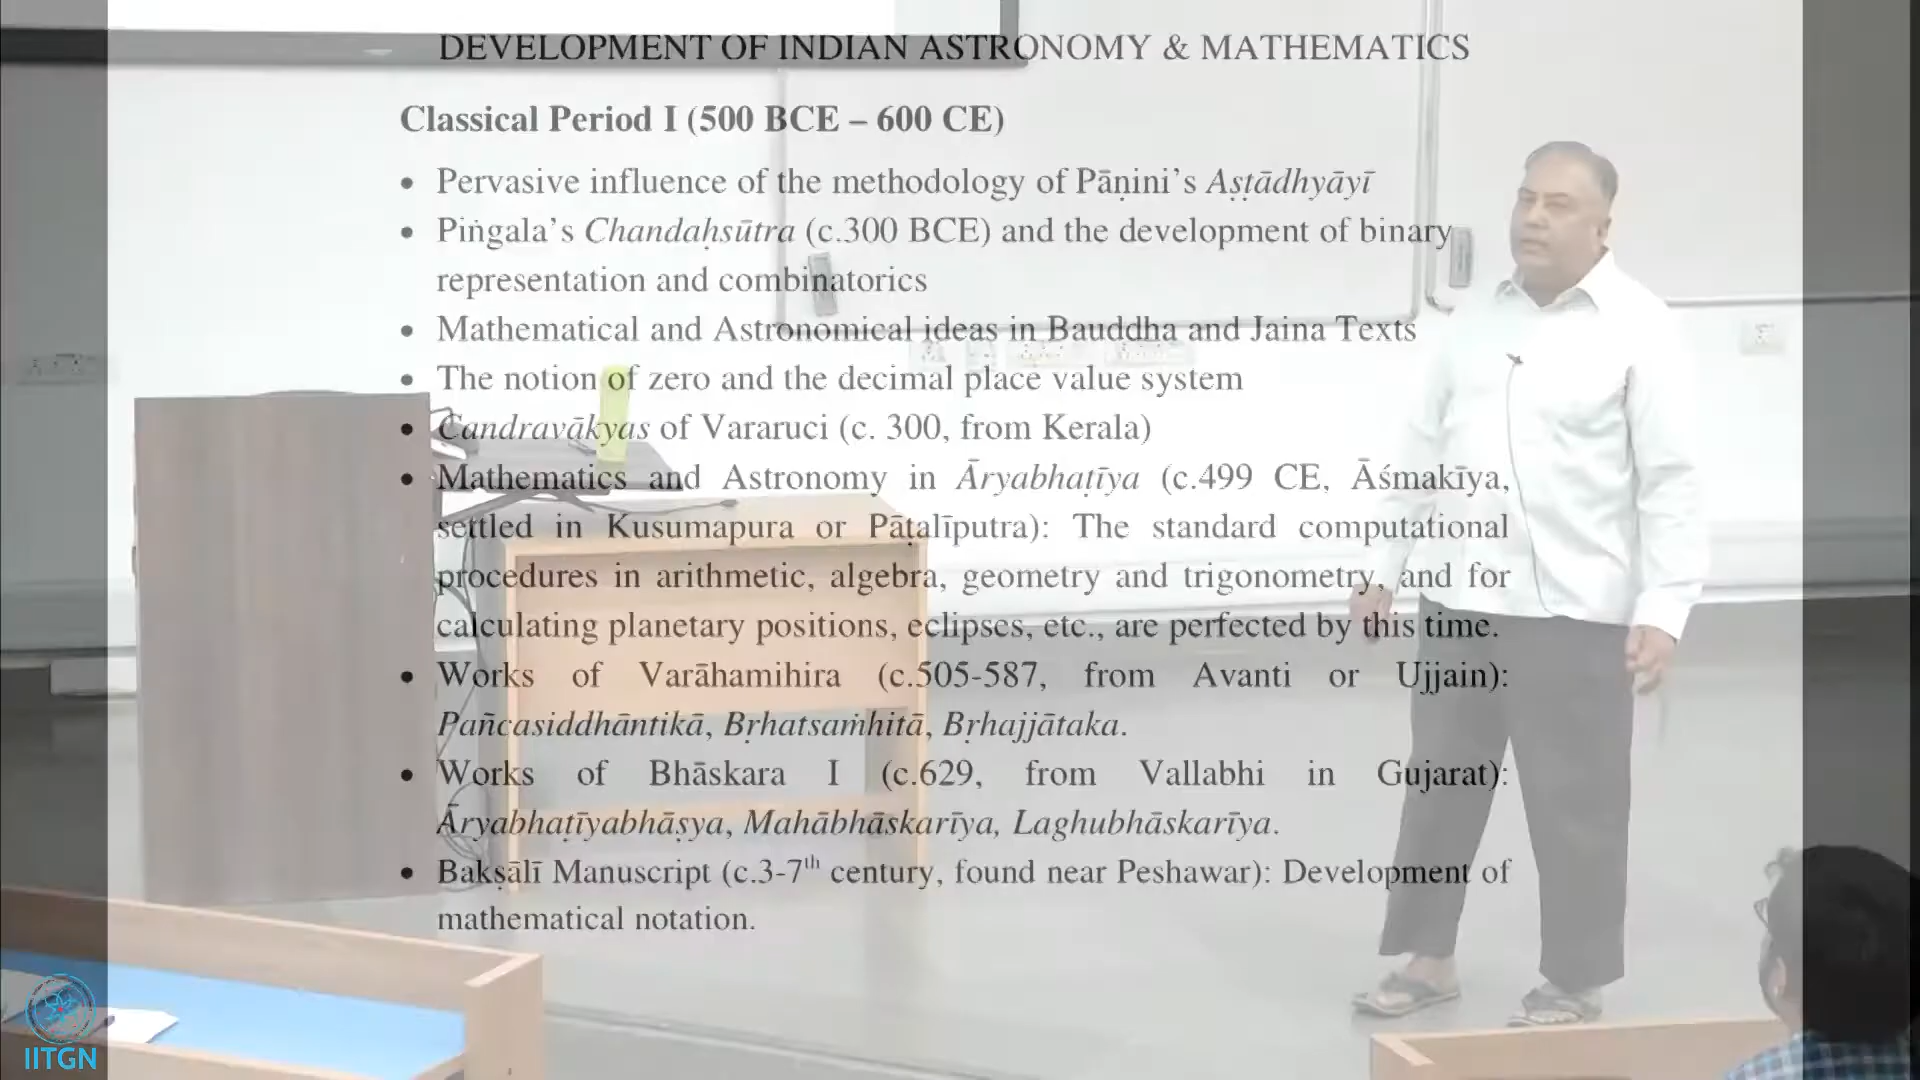 DEVELOPMENT OF INDIAN ASTRONOMY & MATHEMATICS
Classical Period I (500 BCE – 600 CE)
• Pervasive influence of the methodology of Pāṇini’s Aṣṭādhyāyī
• Piṅgala’s Chandaḥsūtra (c.300 BCE) and the development of binary
representation and combinatorics
• Mathematical and Astronomical ideas in Bauddha and Jaina Texts
• The notion of zero and the decimal place value system
• Candravākyas of Vararuci (c. 300, from Kerala)
• Mathematics and Astronomy in Āryabhaṭīya (c.499 CE, Āśmakīya,
settled in Kusumapura or Pāṭalīputra): The standard computational
procedures in arithmetic, algebra, geometry and trigonometry, and for
calculating planetary positions, eclipses, etc., are perfected by this time.
• Works of Varāhamihira (c.505-587, from Avanti or Ujjain):
Pañcasiddhāntikā, Bṛhatsaṁhitā, Bṛhajjātaka.
• Works of Bhāskara I (c.629, from Vallabhi in Gujarat):
Āryabhaṭīyabhāṣya, Mahābhāskarīya, Laghubhāskarīya.
• Bakṣālī Manuscript (c.3-7th century, found near Peshawar): Development of
mathematical notation.
IITGN